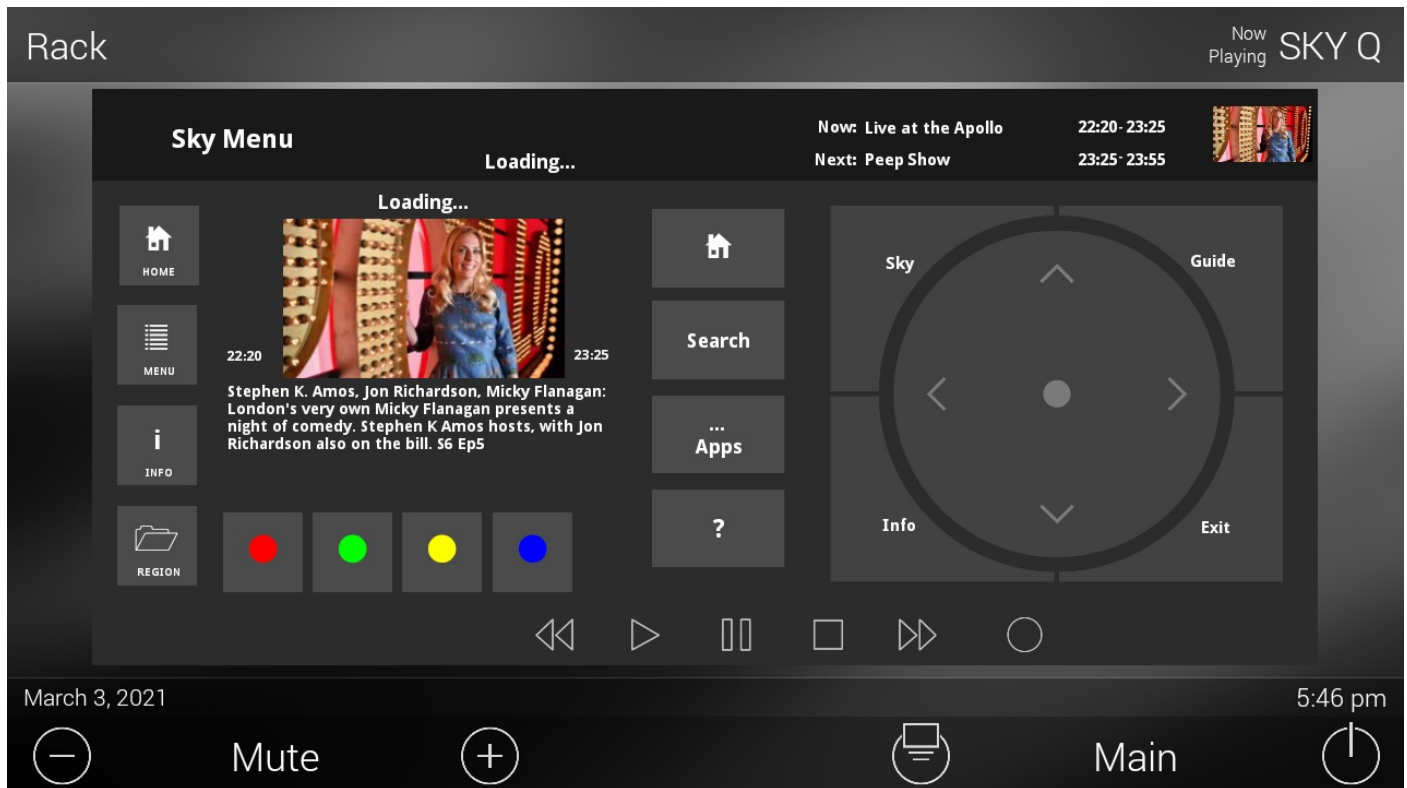 Rack
Now Playing SKY Q
Sky Menu
Loading...
Now: Live at the Apollo 22:20- 23:25
Next: Peep Show 23:25- 23:55
Loading...
HOME
MENU
i
INFO
REGION
22:20
23:25
Stephen K. Amos, Jon Richardson, Micky Flanagan:
London's very own Micky Flanagan presents a
night of comedy. Stephen K Amos hosts, with Jon
Richardson also on the bill. S6 Ep5
Search
...
Apps
?
Sky
Guide
Info
Exit
March 3, 2021
5:46 pm
Mute
Main